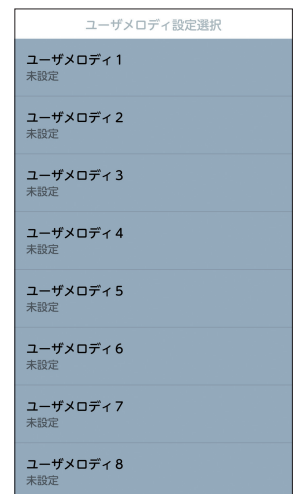 ユーザメロディ設定選択
ユーザメロディ1
未設定
ユーザメロディ2
未設定
ユーザメロディ3
未設定
ユーザメロディ4
未設定
ユーザメロディ5
未設定
ユーザメロディ6
未設定
ユーザメロディ7
未設定
ユーザメロディ8
未設定